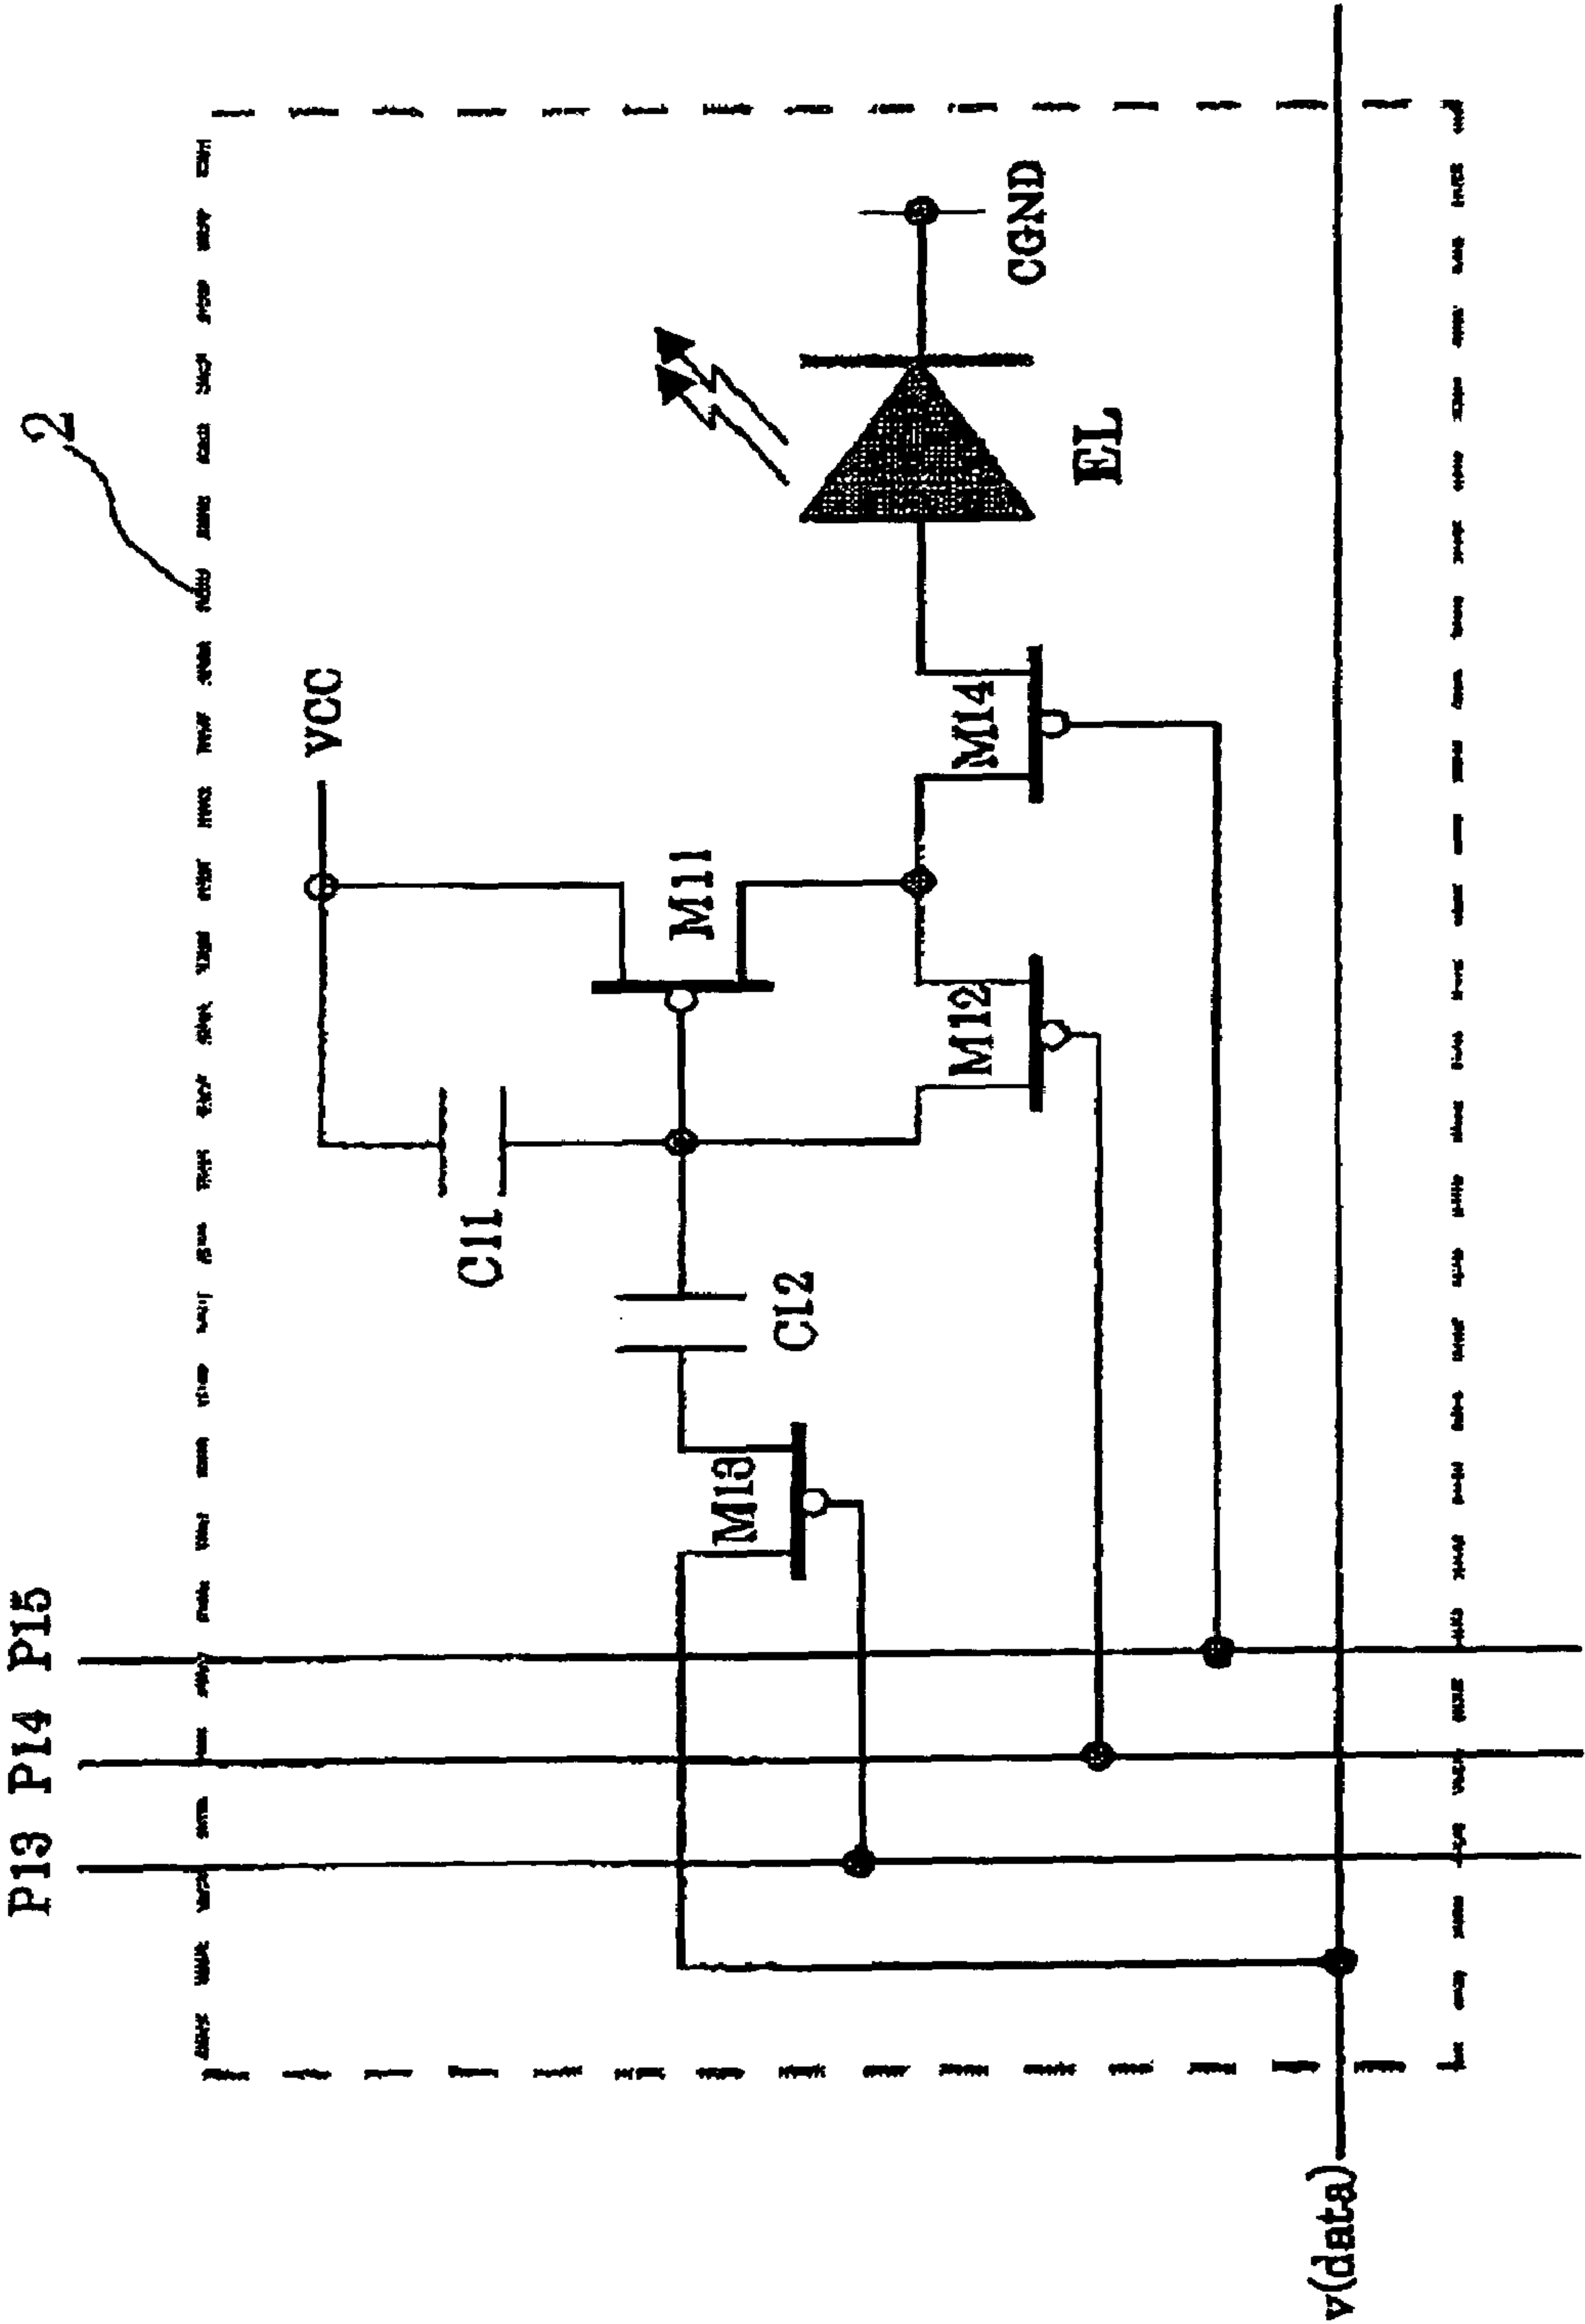 2
VCC
P15
P14
P13
C11
M11
C12
M13
M12
M14
EL
CGND
v(data)